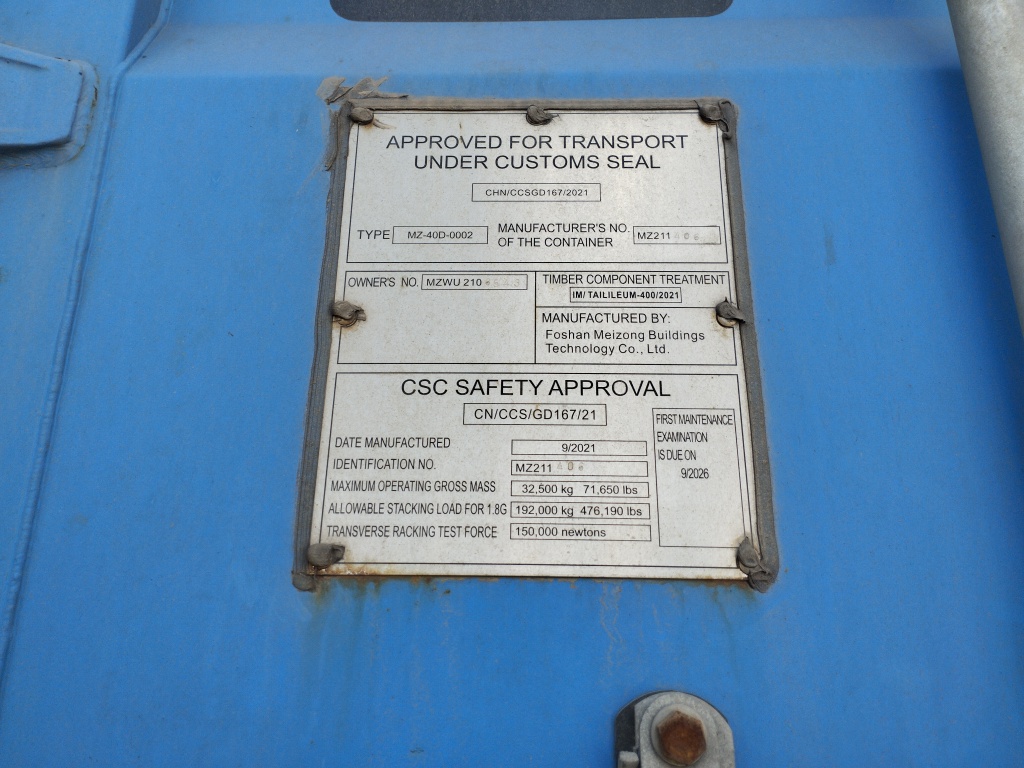 APPROVED FOR TRANSPORT
UNDER CUSTOMS SEAL
CHN/CCSGD167/2021
TYPE MZ-40D-0002
MANUFACTURER'S NO.
OF THE CONTAINER
MZ211
OWNER'S NO. MZWU 210
TIMBER COMPONENT TREATMENT
IM/TAILILEUM-400/2021
MANUFACTURED BY:
Foshan Meizong Buildings
Technology Co., Ltd.
CSC SAFETY APPROVAL
CN/CCS/GD167/21
DATE MANUFACTURED 9/2021
IDENTIFICATION NO. MZ211
MAXIMUM OPERATING GROSS MASS 32,500 kg 71,650 lbs
ALLOWABLE STACKING LOAD FOR 1.8G 192,000 kg 476,190 lbs
TRANSVERSE RACKING TEST FORCE 150,000 newtons
FIRST MAINTENANCE
EXAMINATION
IS DUE ON
9/2026